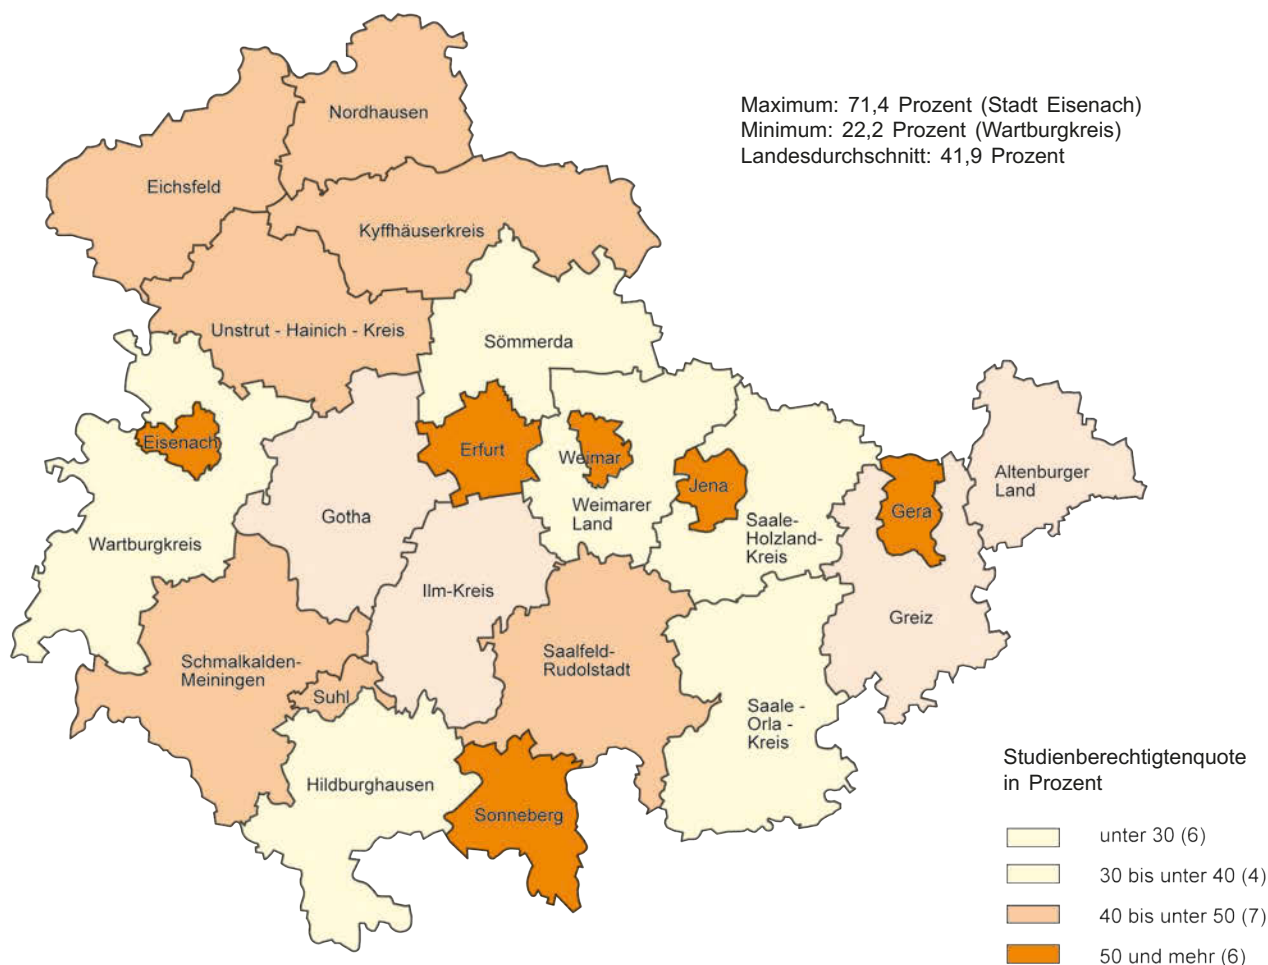 Nordhausen
Maximum: 71,4 Prozent (Stadt Eisenach)
Minimum: 22,2 Prozent (Wartburgkreis)
Landesdurchschnitt: 41,9 Prozent
Eichsfeld
Kyffhäuserkreis
Unstrut - Hainich - Kreis
Sömmerda
Eisenach
Erfurt
Weimar
Jena
Altenburger
Land
Gera
Gotha
Weimarer
Land
Saale-
Holzland-
Kreis
Wartburgkreis
Ilm-Kreis
Greiz
Schmalkalden-
Meiningen
Saalfeld-
Rudolstadt
Suhl
Saale -
Orla -
Kreis
Hildburghausen
Sonneberg
Studienberechtigtenquote
in Prozent
unter 30 (6)
30 bis unter 40 (4)
40 bis unter 50 (7)
50 und mehr (6)